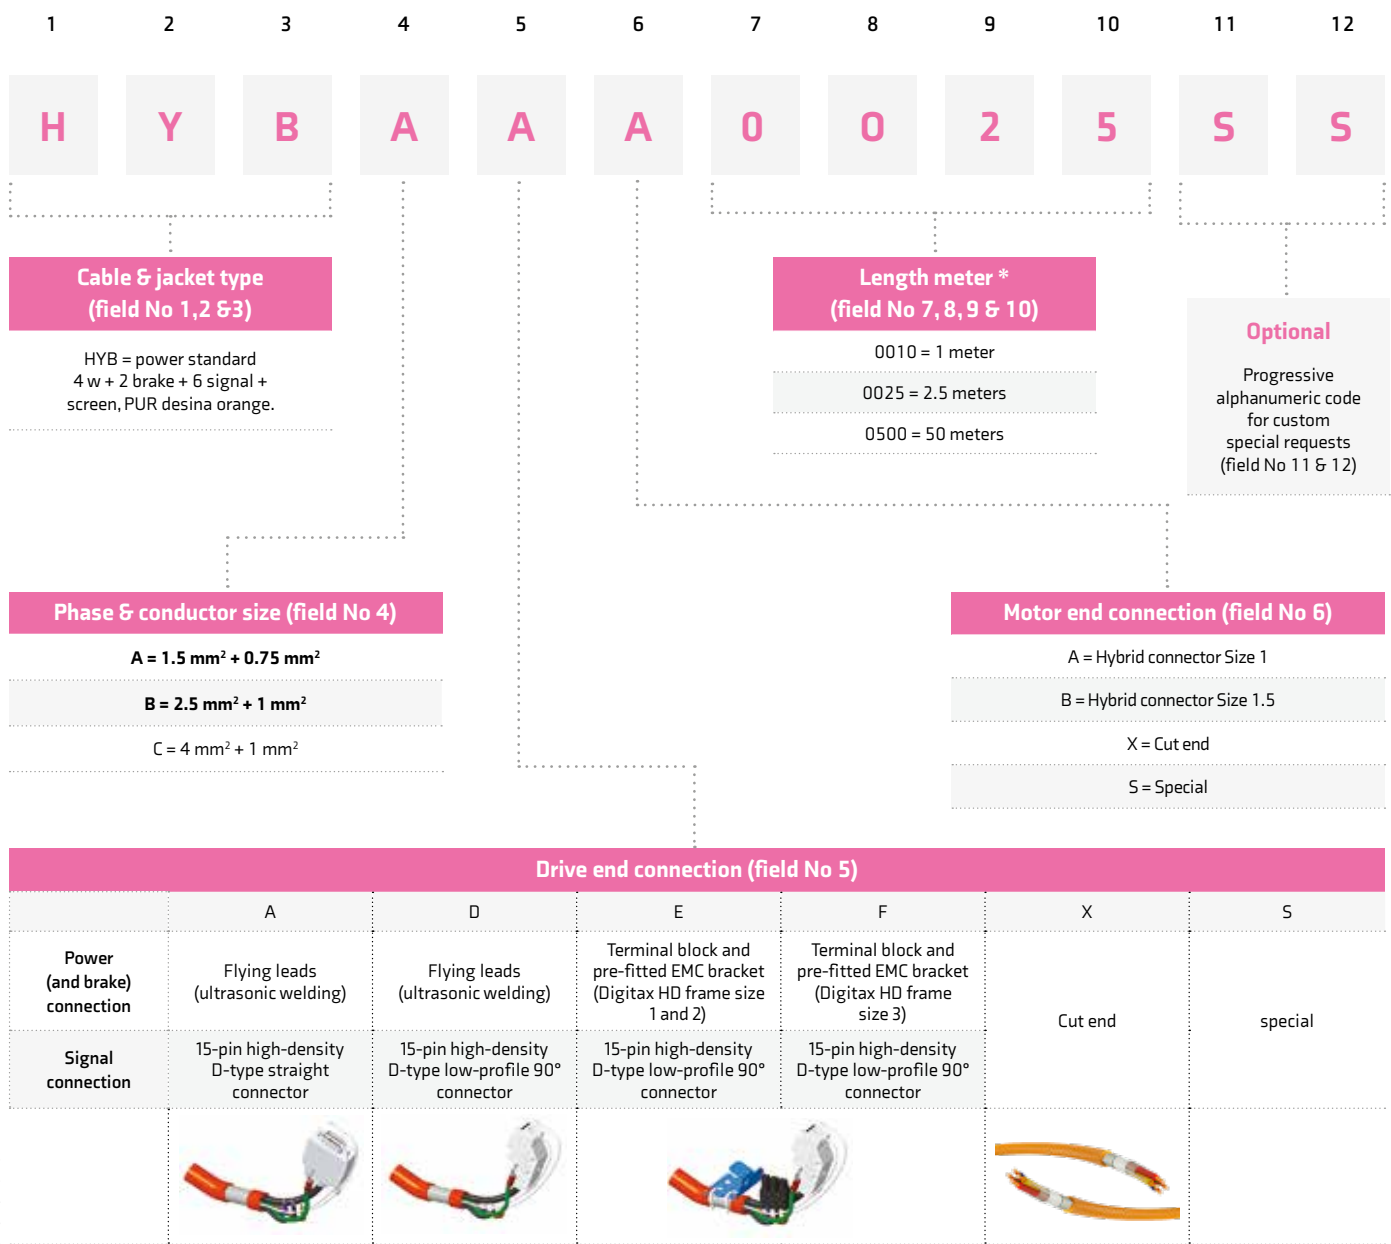 1 2 3 4 5 6 7 8 9 10 11 12
H Y B A A A 0 0 2 5 S S
Cable & jacket type
(field No 1,2 &3)
HYB = power standard
4 w + 2 brake + 6 signal +
screen, PUR desina orange.
Length meter *
(field No 7, 8, 9 & 10)
0010 = 1 meter
0025 = 2.5 meters
0500 = 50 meters
Optional
Progressive
alphanumeric code
for custom
special requests
(field No 11 & 12)
Phase & conductor size (field No 4)
A = 1.5 mm² + 0.75 mm²
B = 2.5 mm² + 1 mm²
C = 4 mm² + 1 mm²
Motor end connection (field No 6)
A = Hybrid connector Size 1
B = Hybrid connector Size 1.5
X = Cut end
S = Special
Drive end connection (field No 5)
A D E F X S
Power
(and brake)
connection
Flying leads
(ultrasonic welding)
Flying leads
(ultrasonic welding)
Terminal block and
pre-fitted EMC bracket
(Digitax HD frame size
1 and 2)
Terminal block and
pre-fitted EMC bracket
(Digitax HD frame
size 3)
Cut end
special
Signal
connection
15-pin high-density
D-type straight
connector
15-pin high-density
D-type low-profile 90°
connector
15-pin high-density
D-type low-profile 90°
connector
15-pin high-density
D-type low-profile 90°
connector